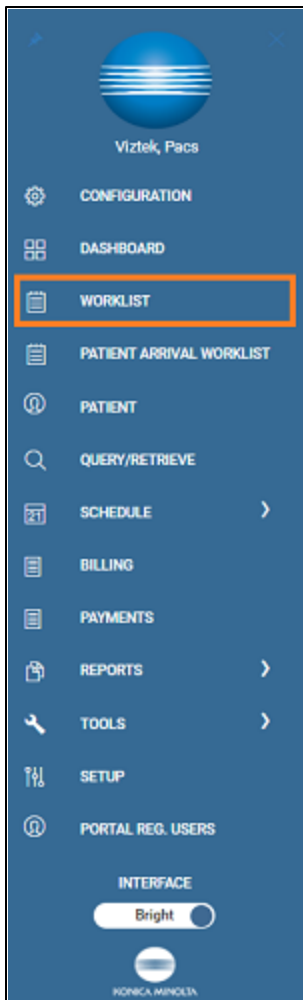 Viztek, Pacs
CONFIGURATION
DASHBOARD
WORKLIST
PATIENT ARRIVAL WORKLIST
PATIENT
QUERY/RETRIEVE
21 SCHEDULE
BILLING
PAYMENTS
REPORTS
TOOLS
SETUP
PORTAL REG. USERS
INTERFACE
Bright
KONICA MINOLTA